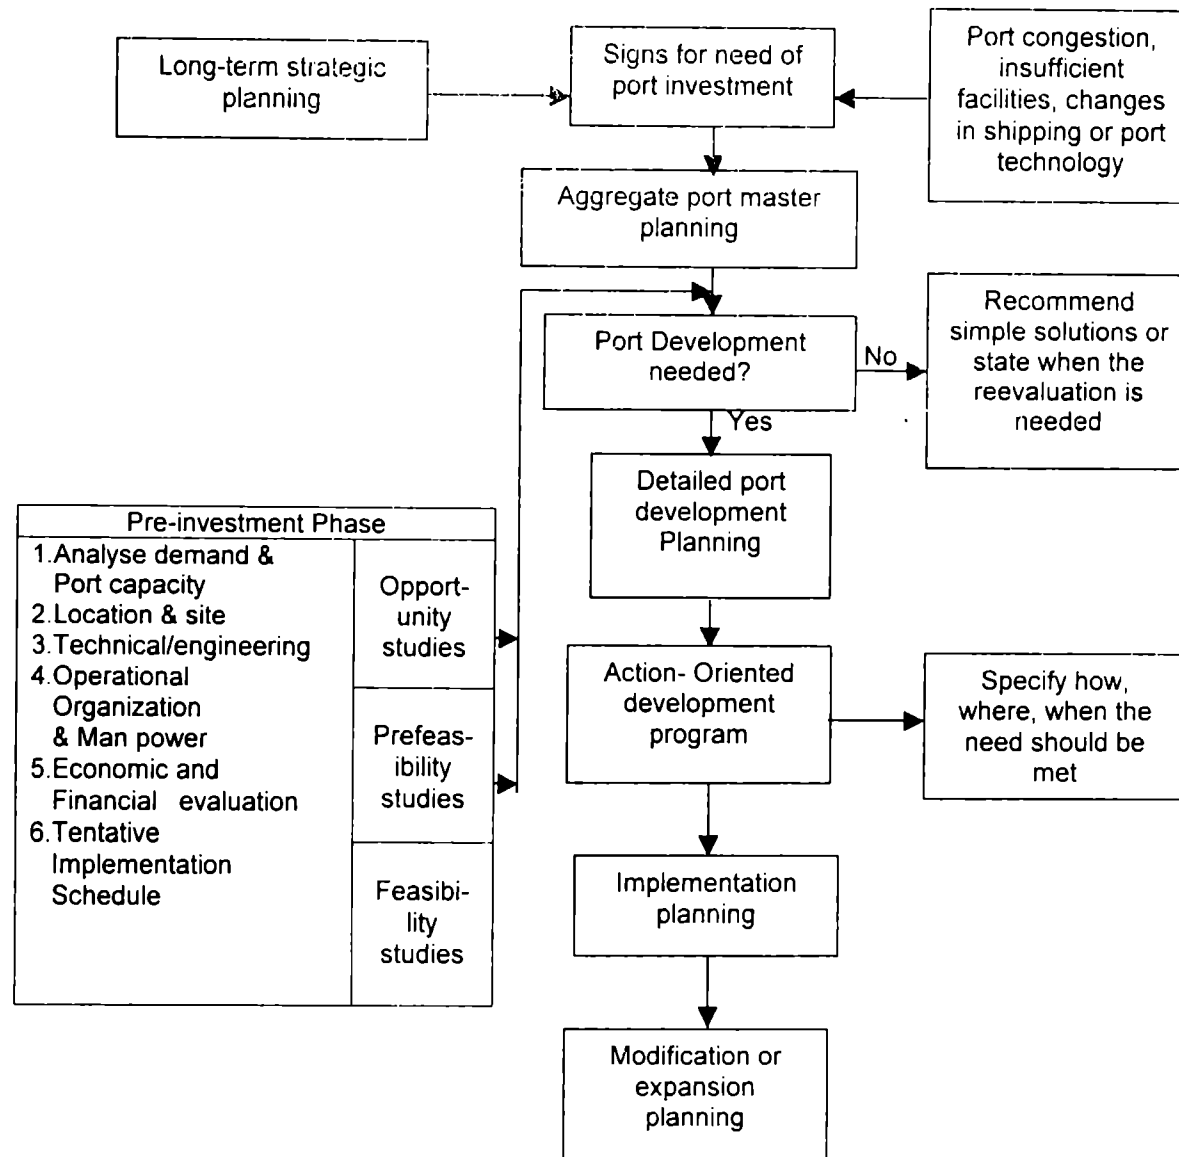 Long-term strategic
planning
Signs for need of
port investment
Port congestion,
insufficient
facilities, changes
in shipping or port
technology
Aggregate port master
planning
Port Development
needed?
No
Recommend
simple solutions or
state when the
reevaluation is
needed
Yes
Detailed port
development
Planning
Pre-investment Phase
1.Analyse demand &
Port capacity
2.Location & site
3.Technical/engineering
4.Operational
Organization
& Man power
5.Economic and
Financial evaluation
6.Tentative
Implementation
Schedule
Opport-
unity
studies
Prefeas-
ibility
studies
Feasibi-
lity
studies
Action- Oriented
development
program
Specify how,
where, when the
need should be
met
Implementation
planning
Modification or
expansion
planning